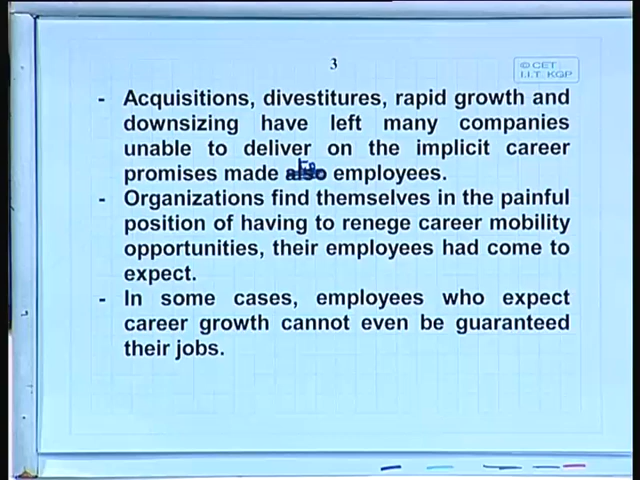 3
© CET
I.I.T. KGP
- Acquisitions, divestitures, rapid growth and
downsizing have left many companies
unable to deliver on the implicit career
promises made to employees.
- Organizations find themselves in the painful
position of having to renege career mobility
opportunities, their employees had come to
expect.
- In some cases, employees who expect
career growth cannot even be guaranteed
their jobs.